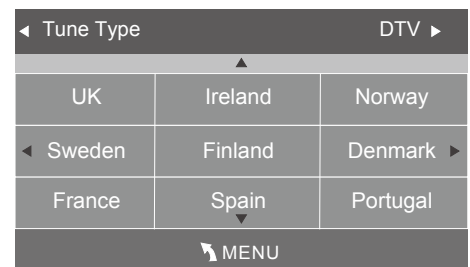 Tune Type DTV
UK Ireland Norway
Sweden Finland Denmark
France Spain Portugal
MENU